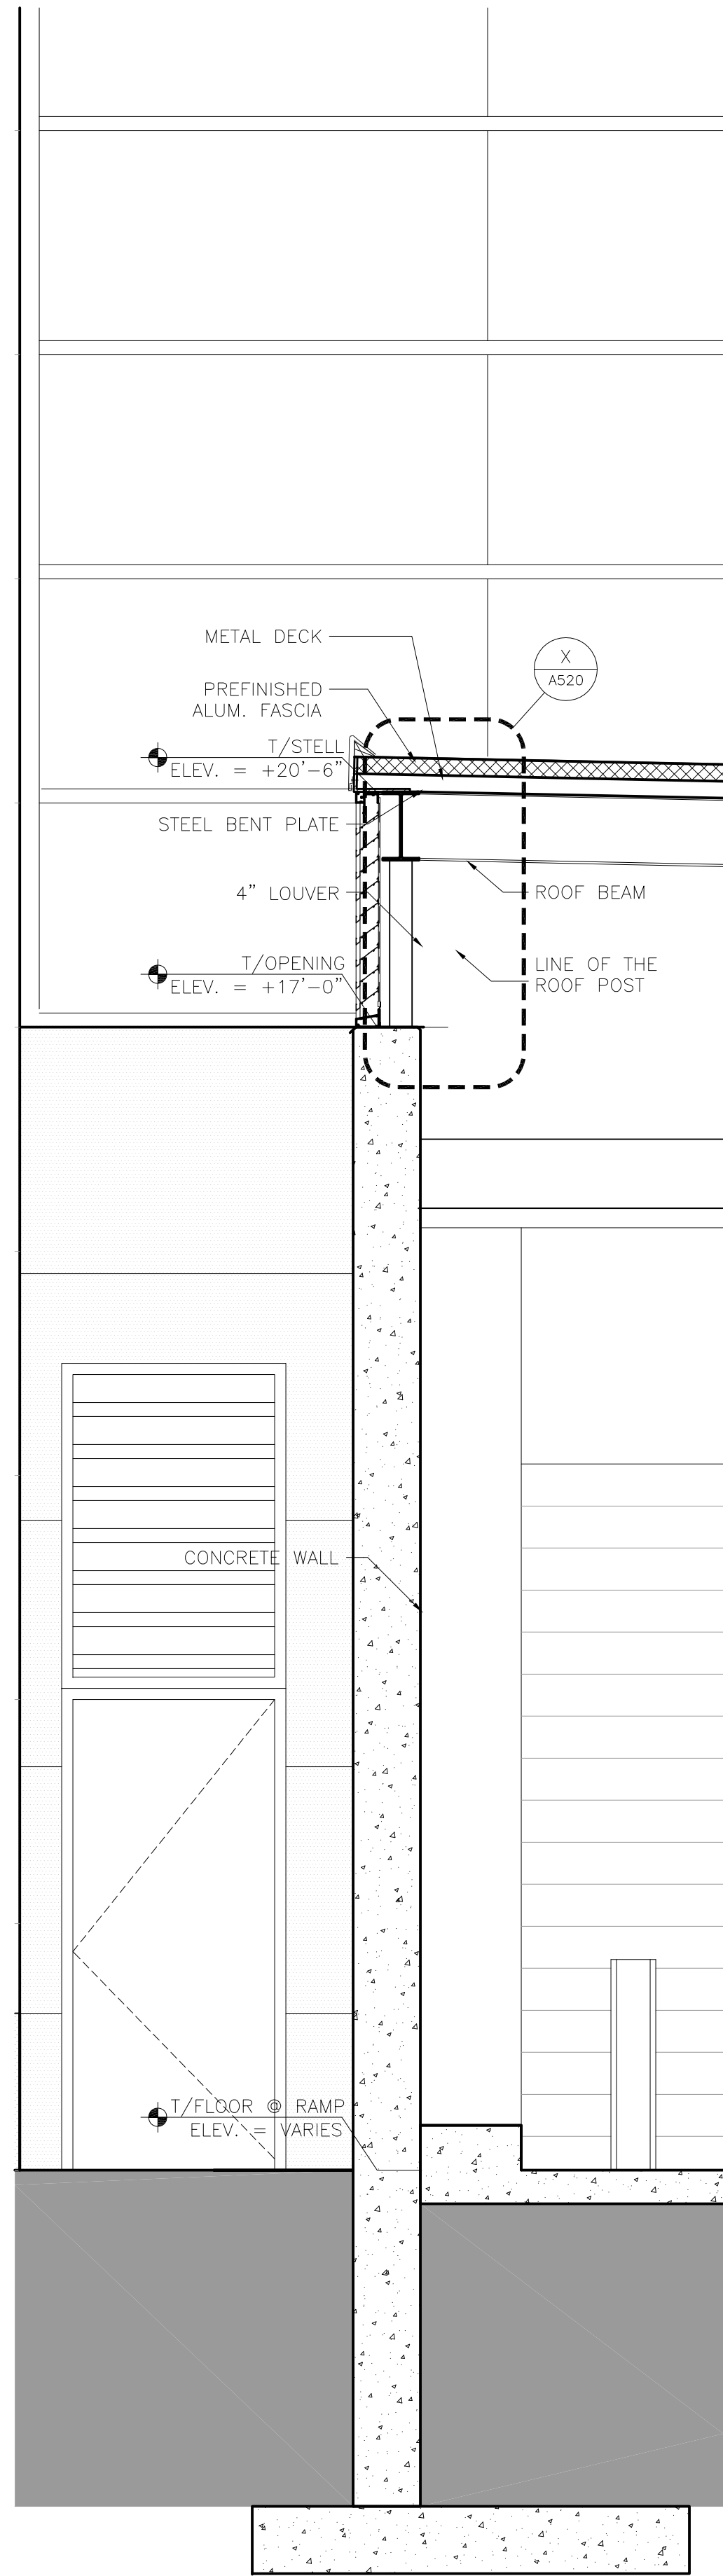 METAL DECK
X
A520
PREFINISHED
ALUM. FASCIA
T/STELL
ELEV. = +20'-6"
STEEL BENT PLATE
4" LOUVER
ROOF BEAM
T/OPENING
ELEV. = +17'-0"
LINE OF THE
ROOF POST
CONCRETE WALL
T/FLOOR @ RAMP
ELEV. = VARIES